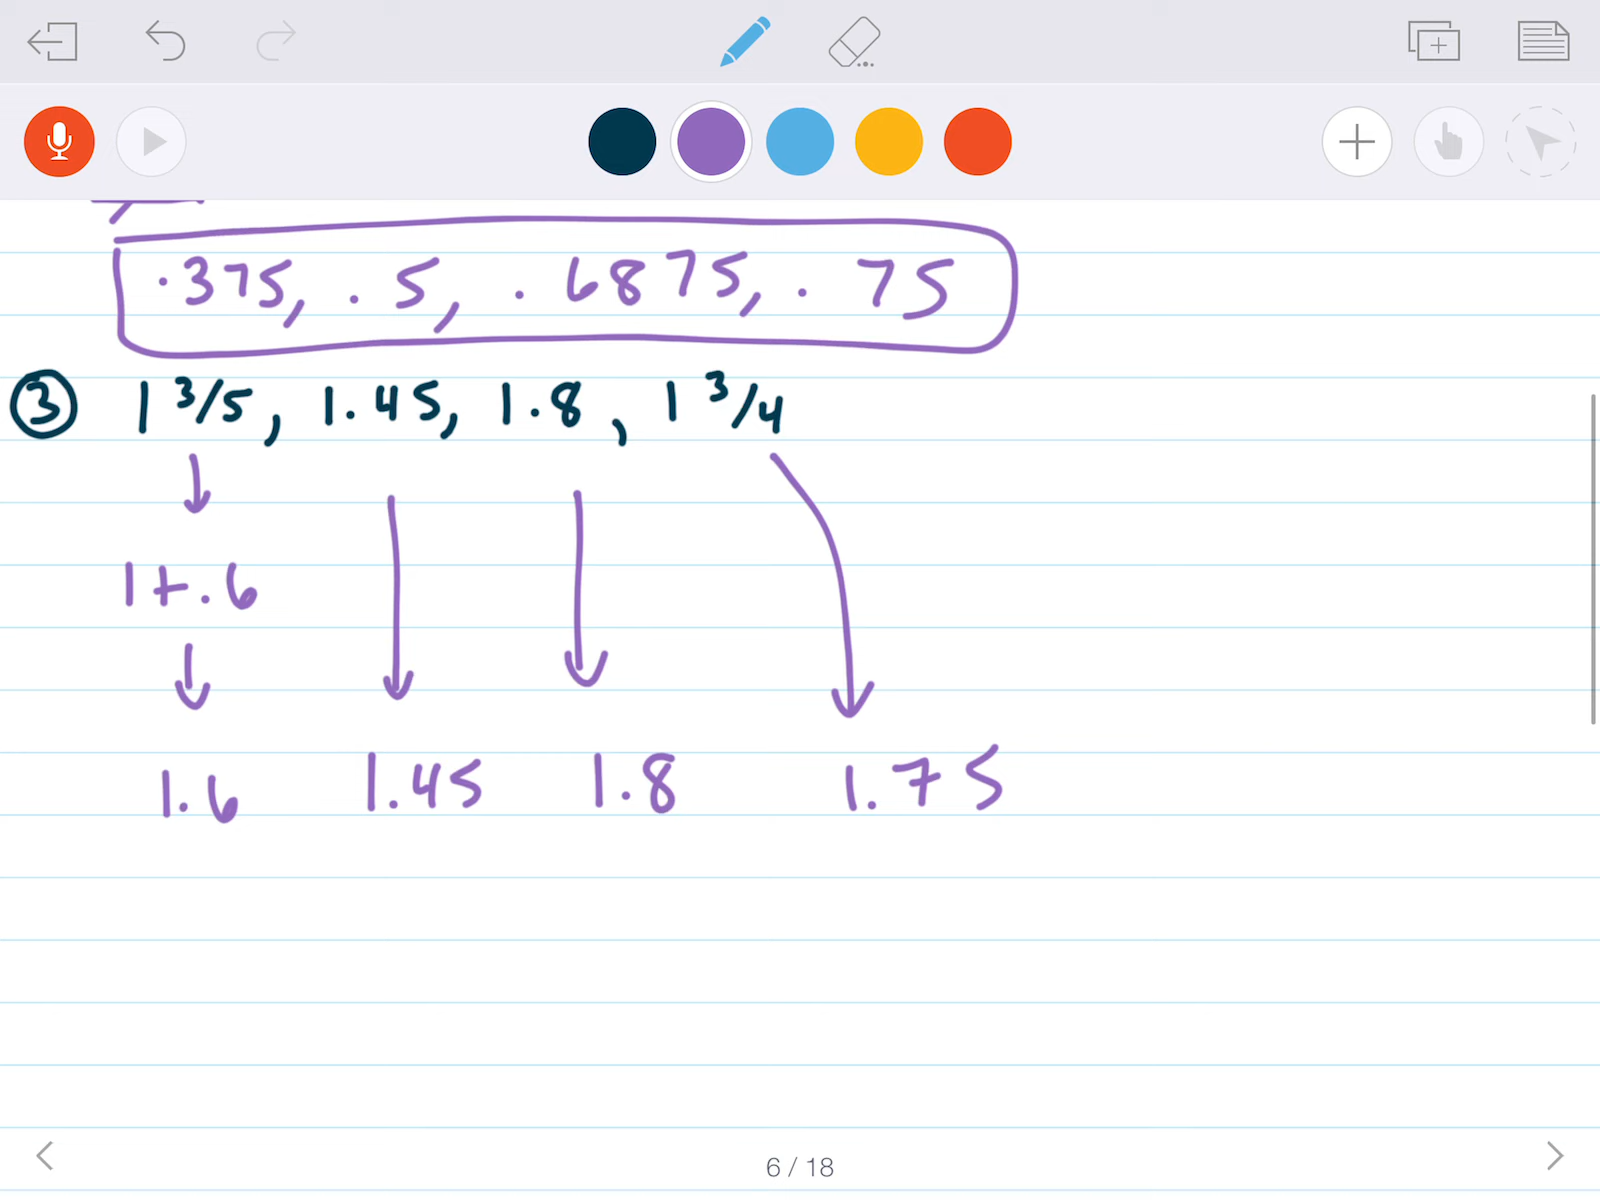 .375, .5, .6875, .75
③ 1 3/5, 1.45, 1.8, 1 3/4
1+.6
1.6 1.45 1.8 1.75
6 / 18